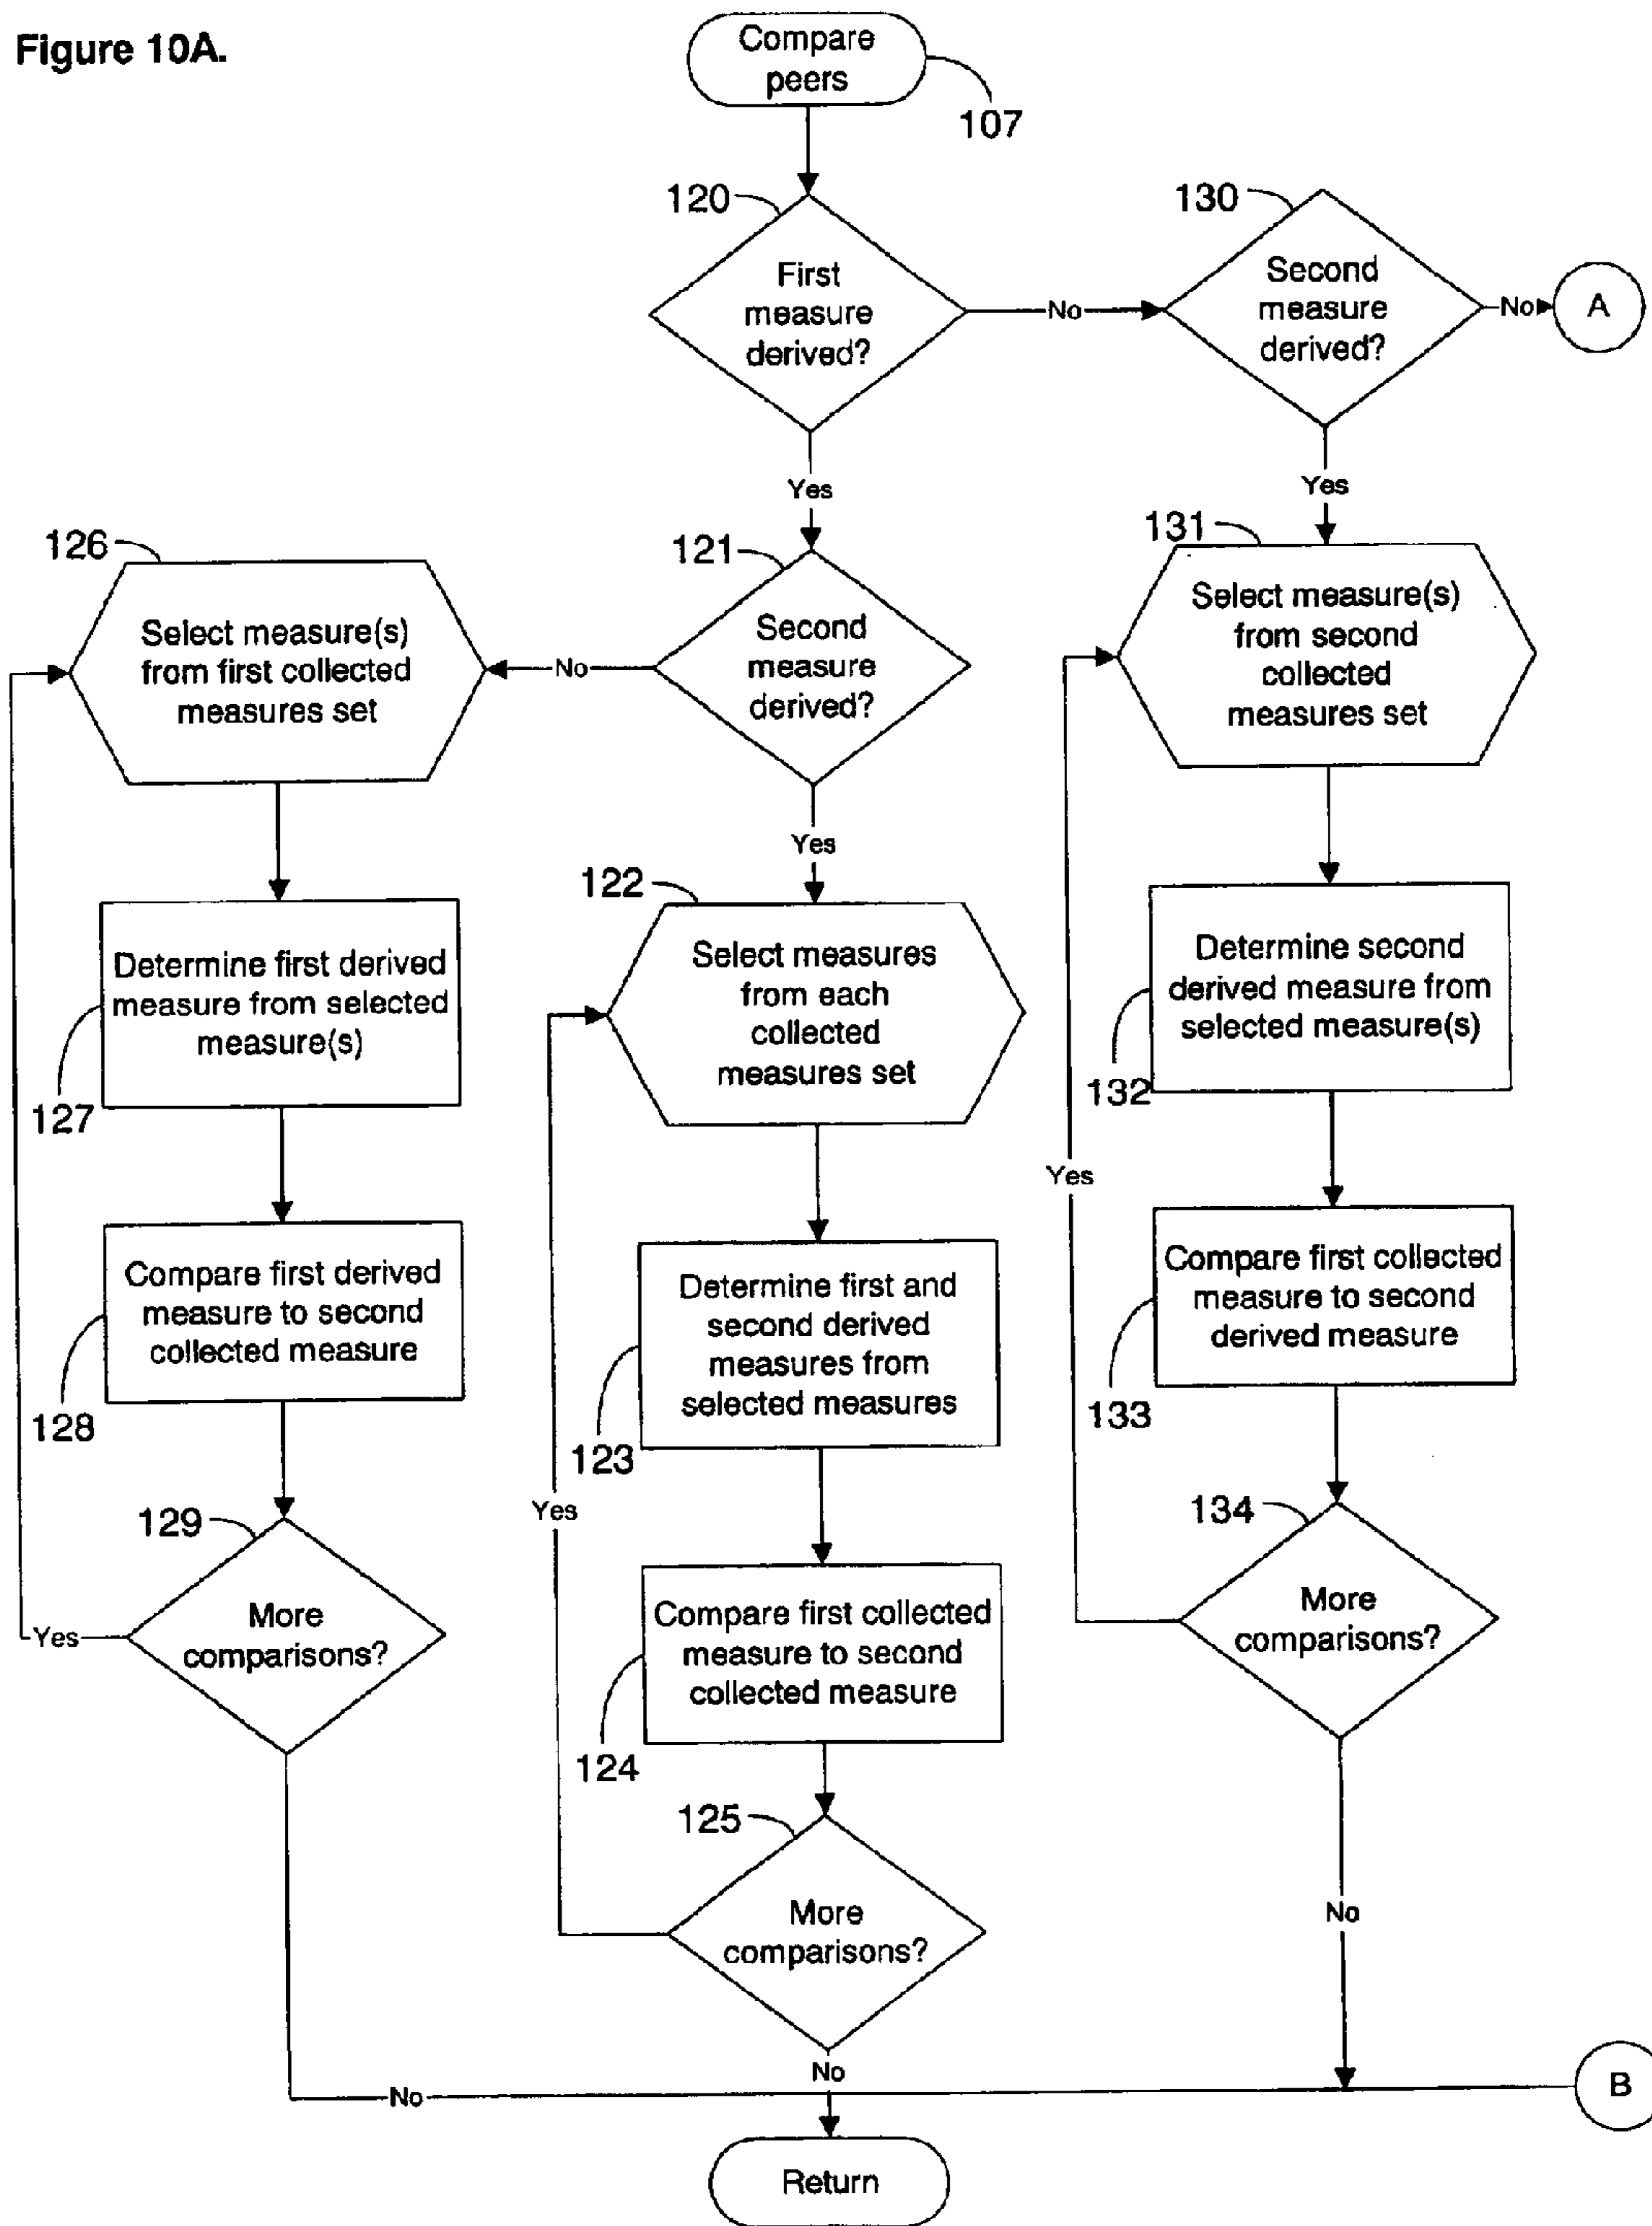 Figure 10A.
Compare
peers
107
120
First
measure
derived?
No
130
Second
measure
derived?
No
A
Yes
Yes
126
Select measure(s)
from first collected
measures set
No
121
Second
measure
derived?
131
Select measure(s)
from second
collected
measures set
Yes
127
Determine first derived
measure from selected
measure(s)
122
Select measures
from each
collected
measures set
132
Determine second
derived measure from
selected measure(s)
Yes
128
Compare first derived
measure to second
collected measure
123
Determine first and
second derived
measures from
selected measures
133
Compare first collected
measure to second
derived measure
Yes
129
More
comparisons?
Yes
124
Compare first collected
measure to second
collected measure
134
More
comparisons?
125
More
comparisons?
No
No
No
B
Return